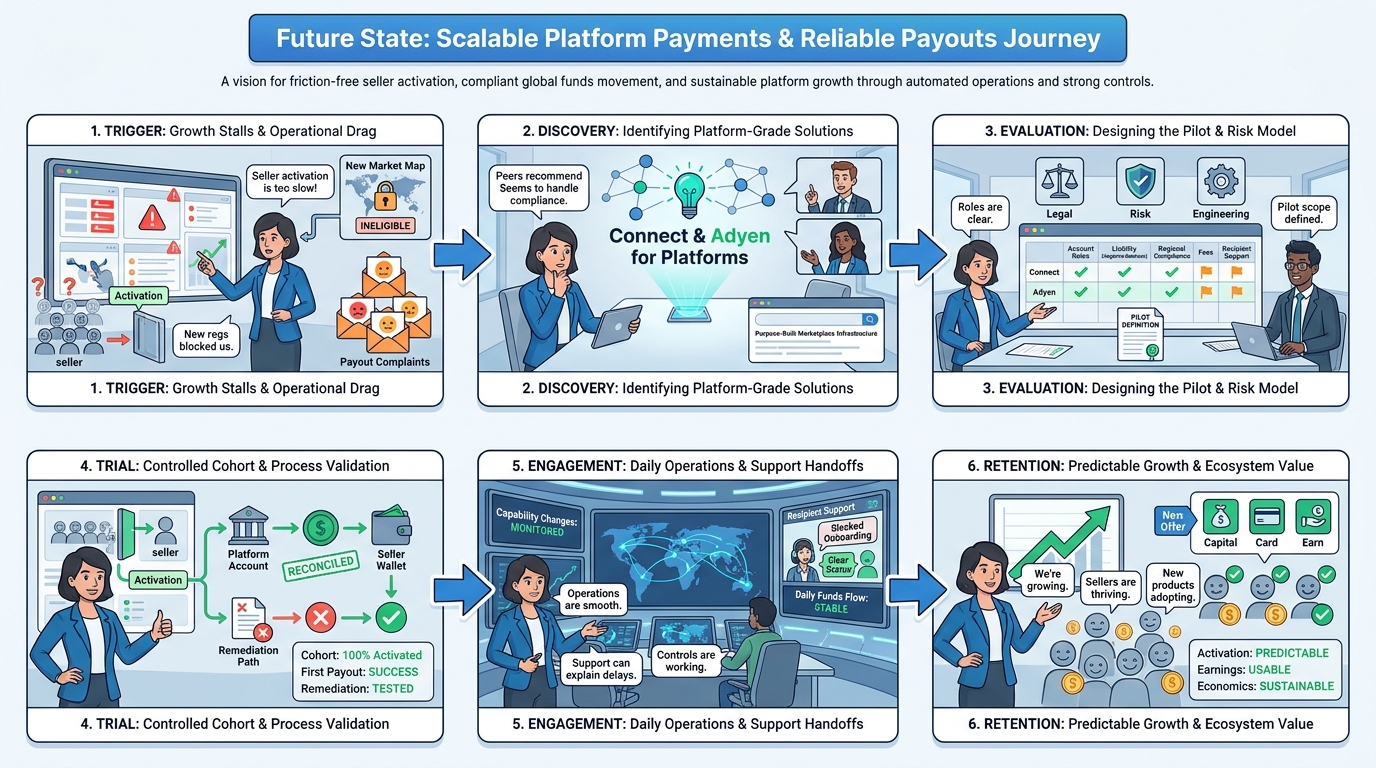 Future State: Scalable Platform Payments & Reliable Payouts Journey
A vision for friction-free seller activation, compliant global funds movement, and sustainable platform growth through automated operations and strong controls.
1. TRIGGER: Growth Stalls & Operational Drag
Seller activation
is tec slow!
New Market Map
INELIGIBLE
? ?
Activation
New regs
blocked us.
seller
Payout Complaints
1. TRIGGER: Growth Stalls & Operational Drag
2. DISCOVERY: Identifying Platform-Grade Solutions
Peers recommend
Seems to handle
compliance.
Connect & Adyen
for Platforms
Purpose-Built Marketplace Infrastructure
2. DISCOVERY: Identifying Platform-Grade Solutions
3. EVALUATION: Designing the Pilot & Risk Model
Legal
Risk
Engineering
Roles are
clear.
Pilot scope
defined.
Account
Roles
Regional
Fees
Recipient
Connect
Adyen
PILOT
DEFINITION
3. EVALUATION: Designing the Pilot & Risk Model
4. TRIAL: Controlled Cohort & Process Validation
seller
Activation
Platform
Account
$
RECONCILED
Seller
Wallet
Remediation
Path
Cohort: 100% Activated
First Payout: SUCCESS
Remediation: TESTED
4. TRIAL: Controlled Cohort & Process Validation
5. ENGAGEMENT: Daily Operations & Support Handoffs
Capability Changes:
MONITORED
Support
Clear
Daily Funds Flow:
GTABLE
Operations
are smooth.
Support can
explain delays.
Controls are
working.
5. ENGAGEMENT: Daily Operations & Support Handoffs
6. RETENTION: Predictable Growth & Ecosystem Value
Offer
Capital
Card
Earn
We're
growing.
Sellers are
thriving.
New
products
adopting.
Activation: PREDICTABLE
Earnings: USABLE
Economics: SUSTAINABLE
6. RETENTION: Predictable Growth & Ecosystem Value